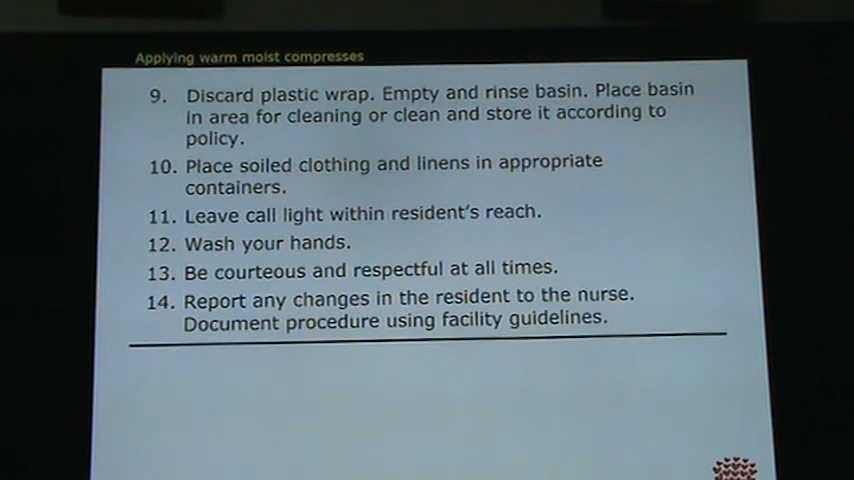 Applying warm moist compresses
9. Discard plastic wrap. Empty and rinse basin. Place basin
in area for cleaning or clean and store it according to
policy.
10. Place soiled clothing and linens in appropriate
containers.
11. Leave call light within resident's reach.
12. Wash your hands.
13. Be courteous and respectful at all times.
14. Report any changes in the resident to the nurse.
Document procedure using facility guidelines.